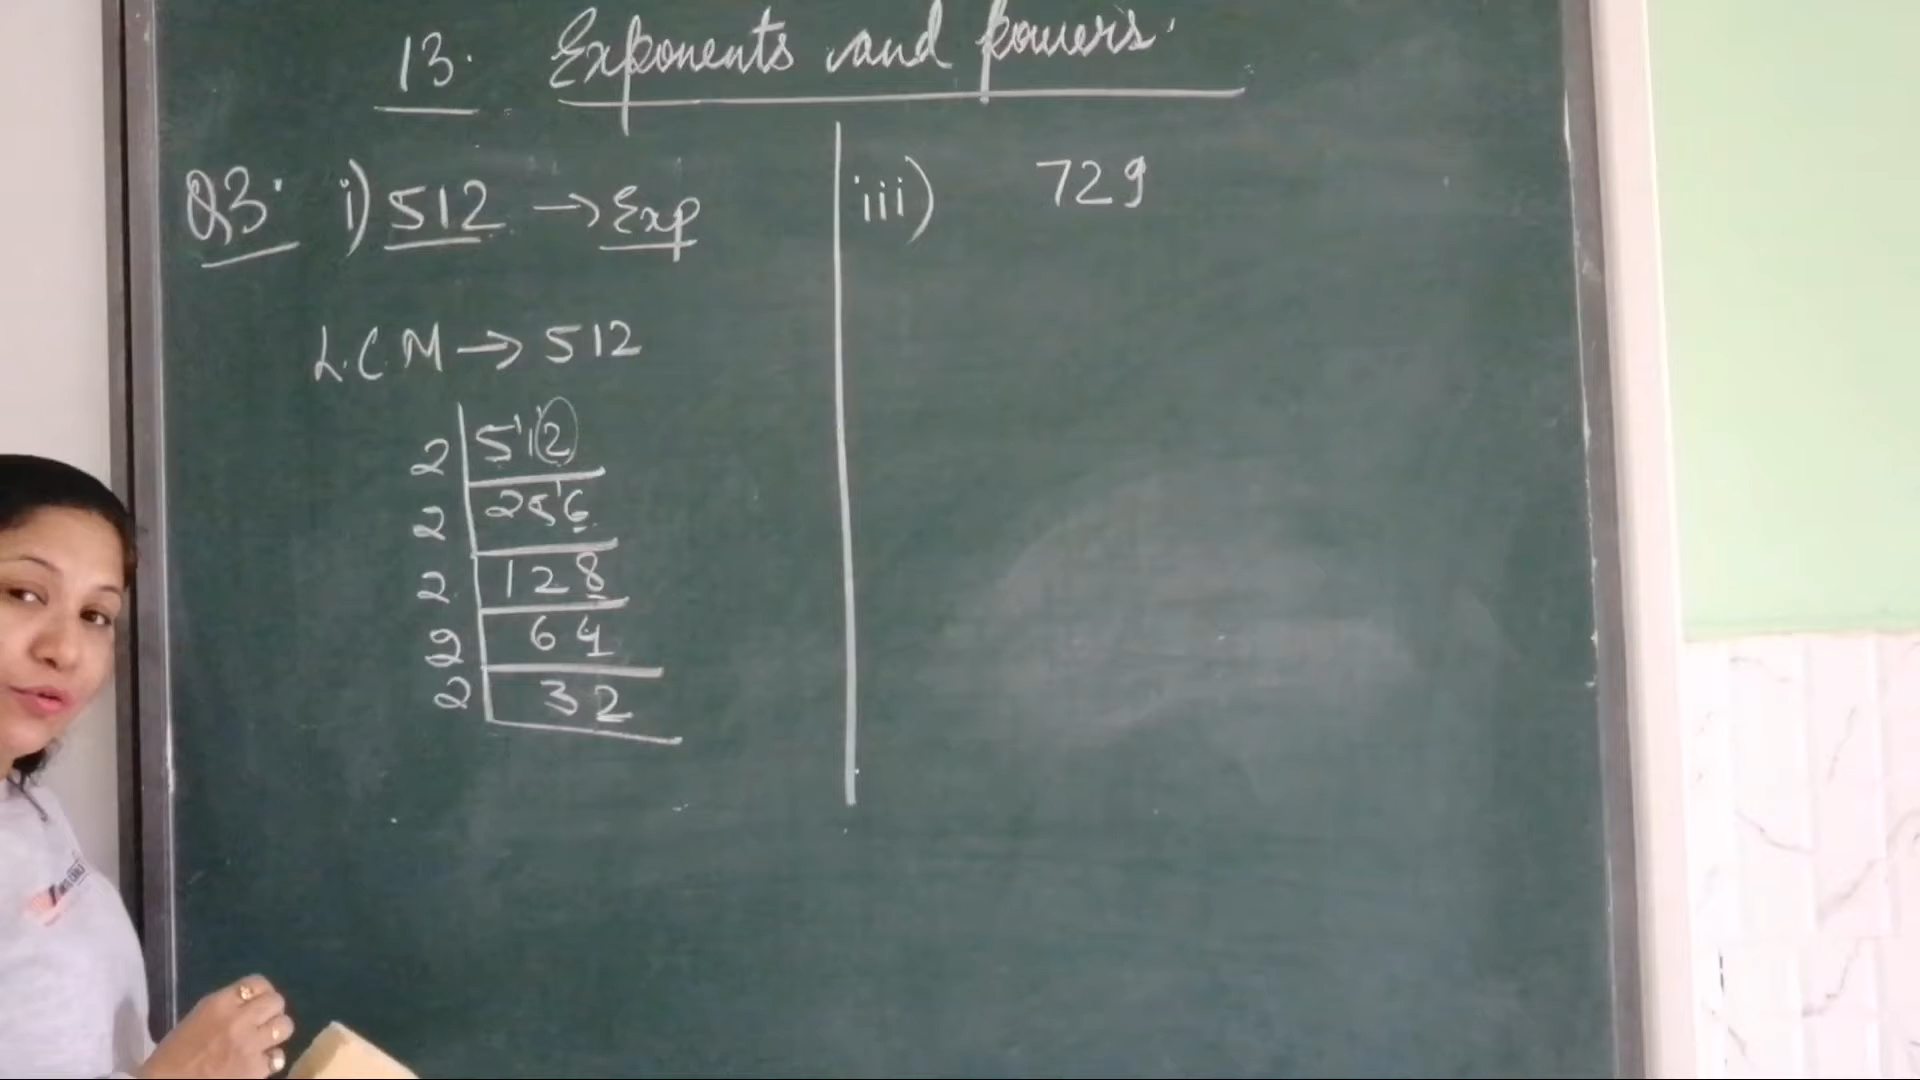 13. Exponents and powers.
Q3. i) 512 → Exp
L.C.M → 512
2 | 512
2 | 256
2 | 128
2 | 64
2 | 32
iii) 729